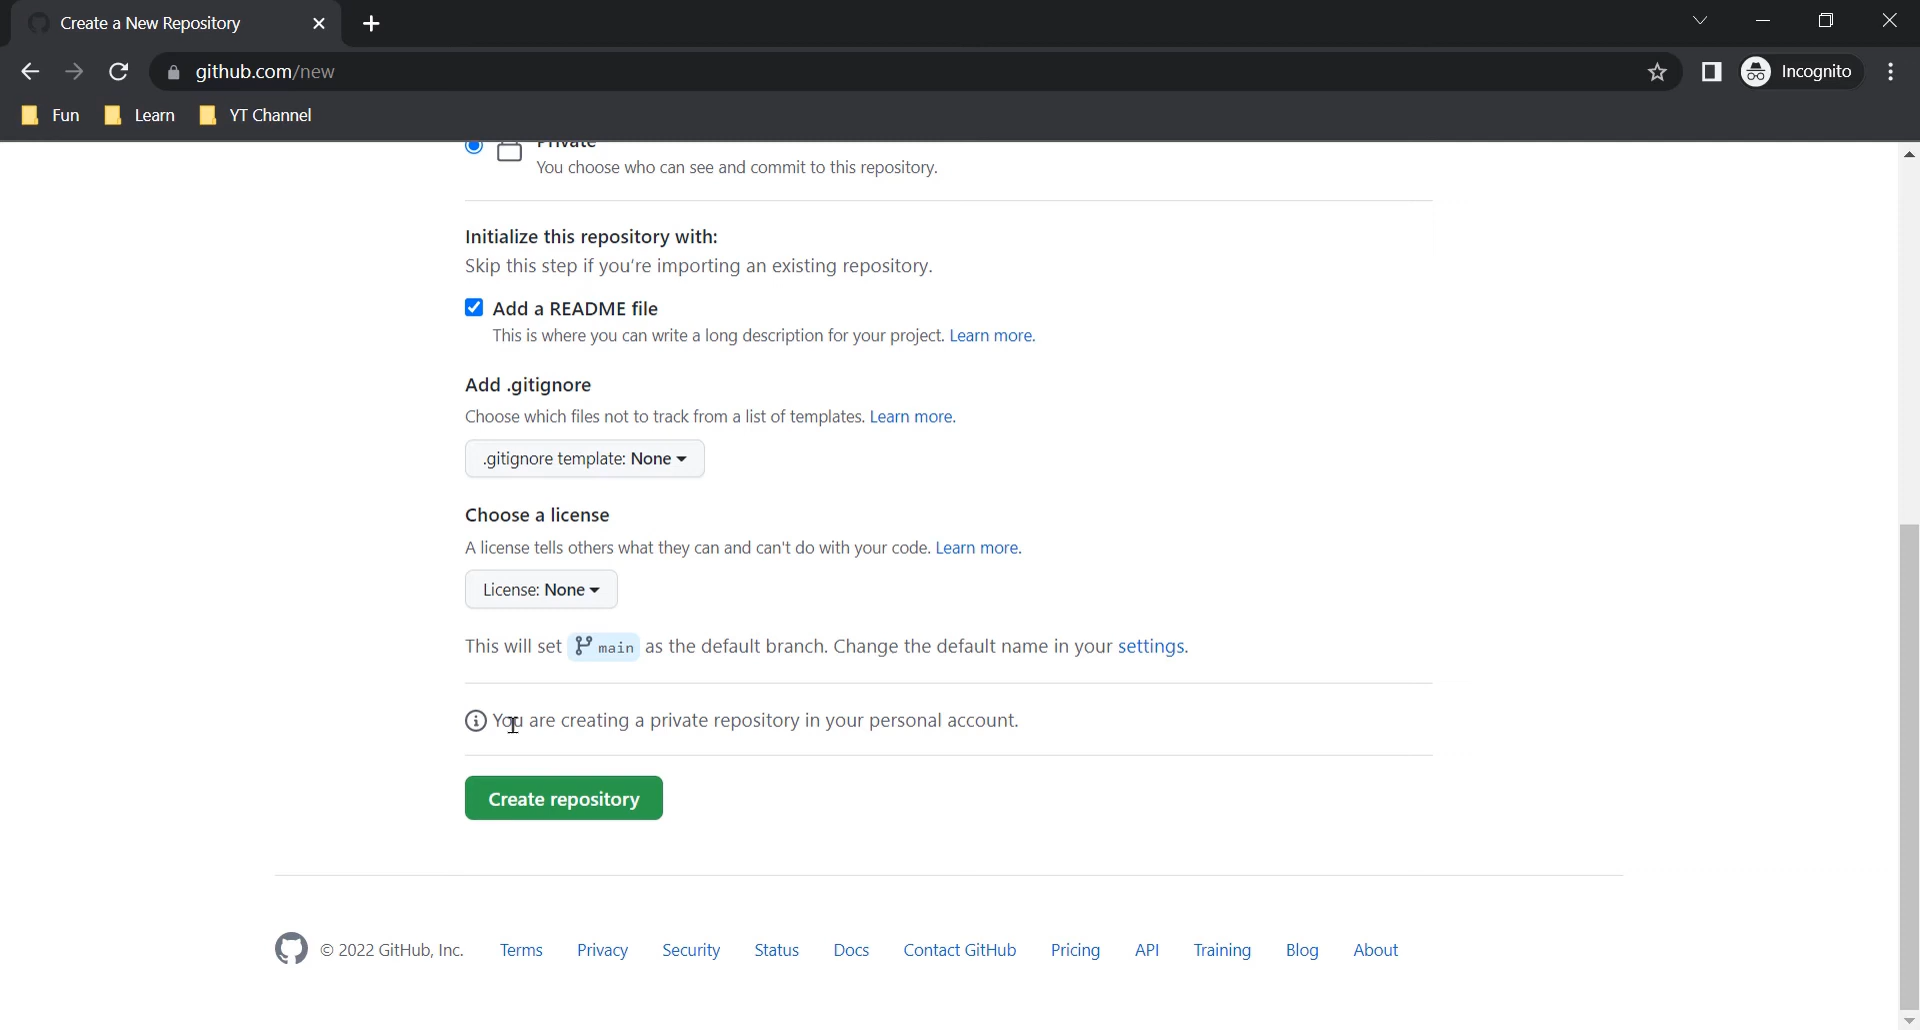 Create a New Repository
github.com/new
Incognito
Fun
Learn
YT Channel
Private
You choose who can see and commit to this repository.
Initialize this repository with:
Skip this step if you're importing an existing repository.
Add a README file
This is where you can write a long description for your project. Learn more.
Add .gitignore
Choose which files not to track from a list of templates. Learn more.
.gitignore template: None
Choose a license
A license tells others what they can and can't do with your code. Learn more.
License: None
This will set main as the default branch. Change the default name in your settings.
You are creating a private repository in your personal account.
Create repository
© 2022 GitHub, Inc. Terms Privacy Security Status Docs Contact GitHub Pricing API Training Blog About